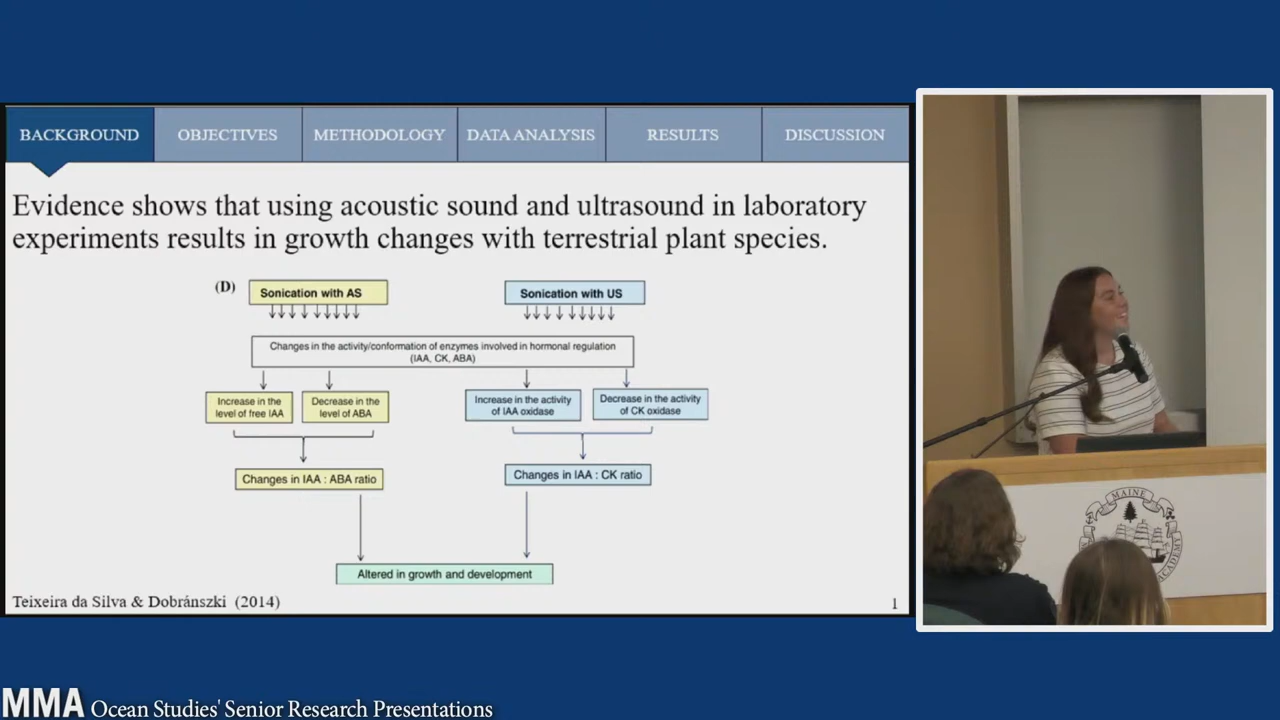 BACKGROUND
OBJECTIVES
METHODOLOGY
DATA ANALYSIS
RESULTS
DISCUSSION
Evidence shows that using acoustic sound and ultrasound in laboratory
experiments results in growth changes with terrestrial plant species.
(D)
Sonication with AS
Sonication with US
Changes in the activity/conformation of enzymes involved in hormonal regulation
(IAA, CK, ABA)
Increase in the
level of free IAA
Decrease in the
level of ABA
Increase in the activity
of IAA oxidase
Decrease in the activity
of CK oxidase
Changes in IAA : ABA ratio
Changes in IAA : CK ratio
Altered in growth and development
Teixeira da Silva & Dobránszki (2014)
1
MAINE
ACADEMY
MMA Ocean Studies' Senior Research Presentations